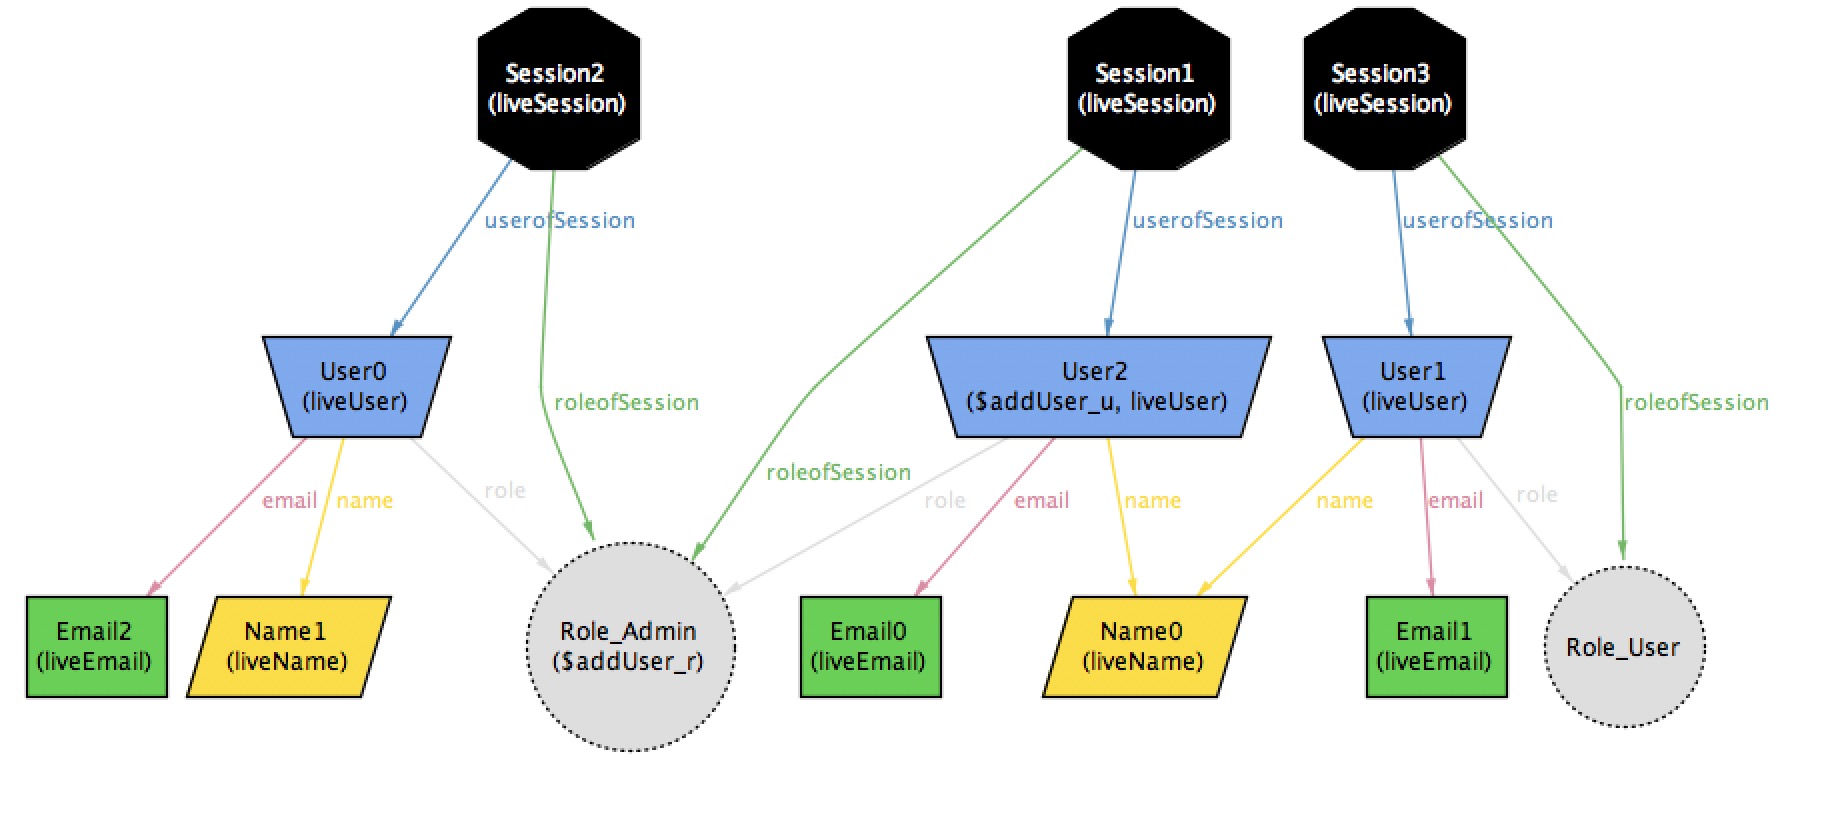 Session2
(liveSession)
Session1
(liveSession)
Session3
(liveSession)
userofSession
userofSession
userofSession
User0
(liveUser)
User2
($addUser_u, liveUser)
User1
(liveUser)
roleofSession
roleofSession
roleofSession
email
name
role
role
email
name
name
email
role
Email2
(liveEmail)
Name1
(liveName)
Role_Admin
($addUser_r)
Email0
(liveEmail)
Name0
(liveName)
Email1
(liveEmail)
Role_User